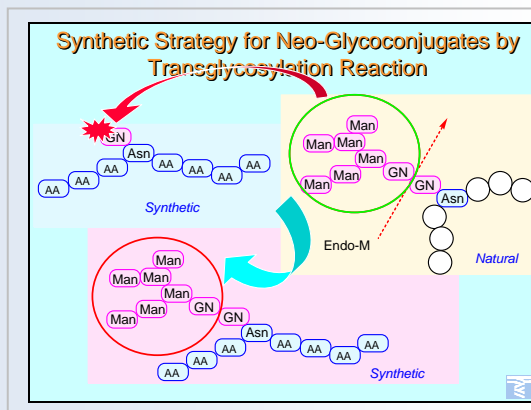 Synthetic Strategy for Neo-Glycoconjugates by
Transglycosylation Reaction
GN
Asn
AA AA AA AA AA AA AA
Synthetic
Man
Man Man
Man
Man Man
GN
GN
Asn
Endo-M
Natural
Man
Man Man
Man
Man Man
GN
GN
Asn
AA AA AA AA AA AA AA
Synthetic